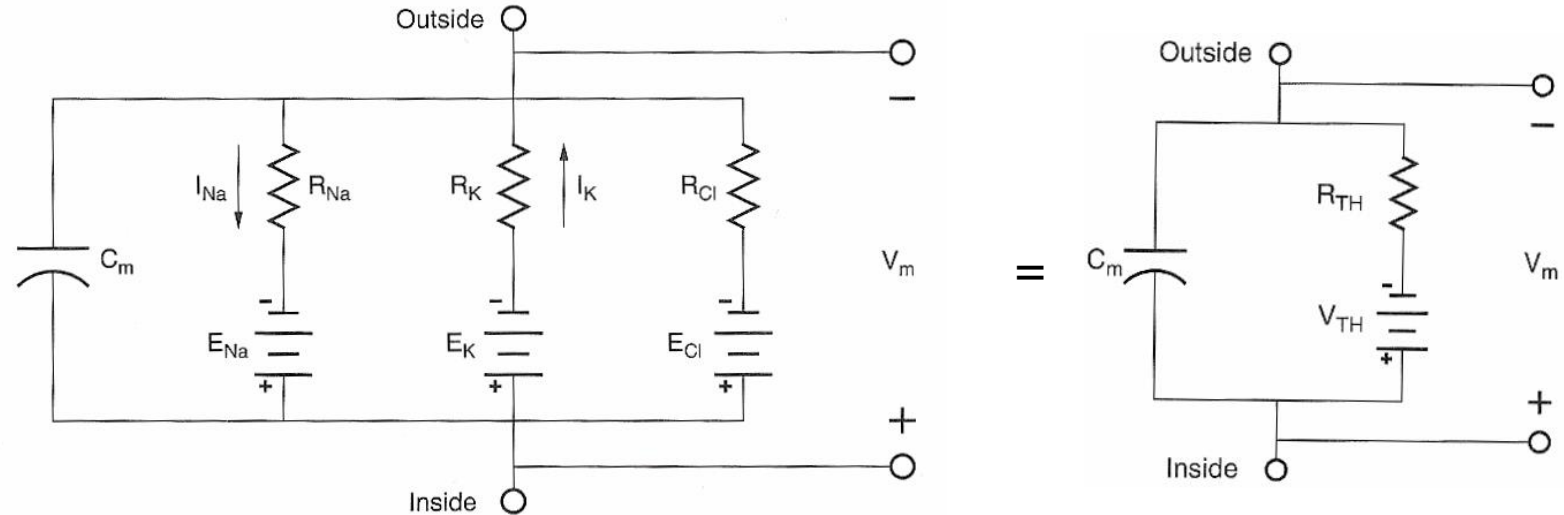 Outside
−
I_Na
R_Na
R_K
I_K
R_Cl
C_m
V_m
-
-
-
E_Na
E_K
E_Cl
+
+
+
+
Inside
=
Outside
−
R_TH
C_m
V_m
-
V_TH
+
+
Inside